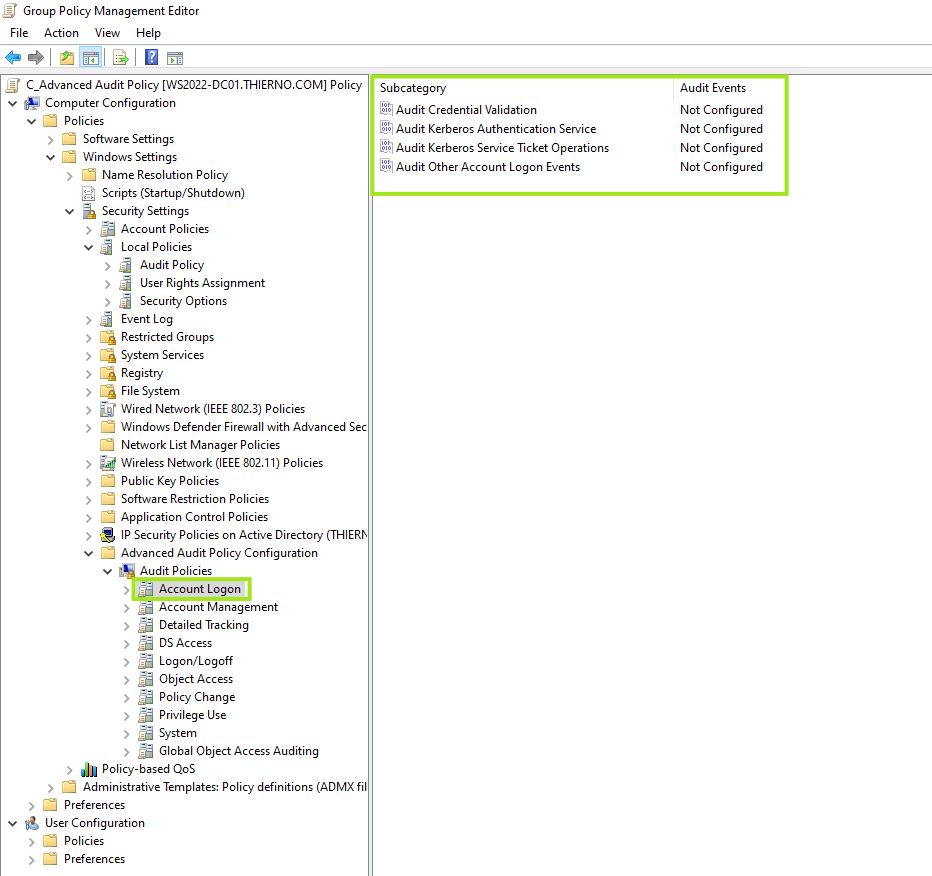 Group Policy Management Editor
File Action View Help
C_Advanced Audit Policy [WS2022-DC01.THIERNO.COM] Policy
Computer Configuration
Policies
Software Settings
Windows Settings
Name Resolution Policy
Scripts (Startup/Shutdown)
Security Settings
Account Policies
Local Policies
Audit Policy
User Rights Assignment
Security Options
Event Log
Restricted Groups
System Services
Registry
File System
Wired Network (IEEE 802.3) Policies
Windows Defender Firewall with Advanced Sec
Network List Manager Policies
Wireless Network (IEEE 802.11) Policies
Public Key Policies
Software Restriction Policies
Application Control Policies
IP Security Policies on Active Directory (THIERN
Advanced Audit Policy Configuration
Audit Policies
Account Logon
Account Management
Detailed Tracking
DS Access
Logon/Logoff
Object Access
Policy Change
Privilege Use
System
Global Object Access Auditing
Policy-based QoS
Administrative Templates: Policy definitions (ADMX fil
Preferences
User Configuration
Policies
Preferences
Subcategory Audit Events
Audit Credential Validation Not Configured
Audit Kerberos Authentication Service Not Configured
Audit Kerberos Service Ticket Operations Not Configured
Audit Other Account Logon Events Not Configured